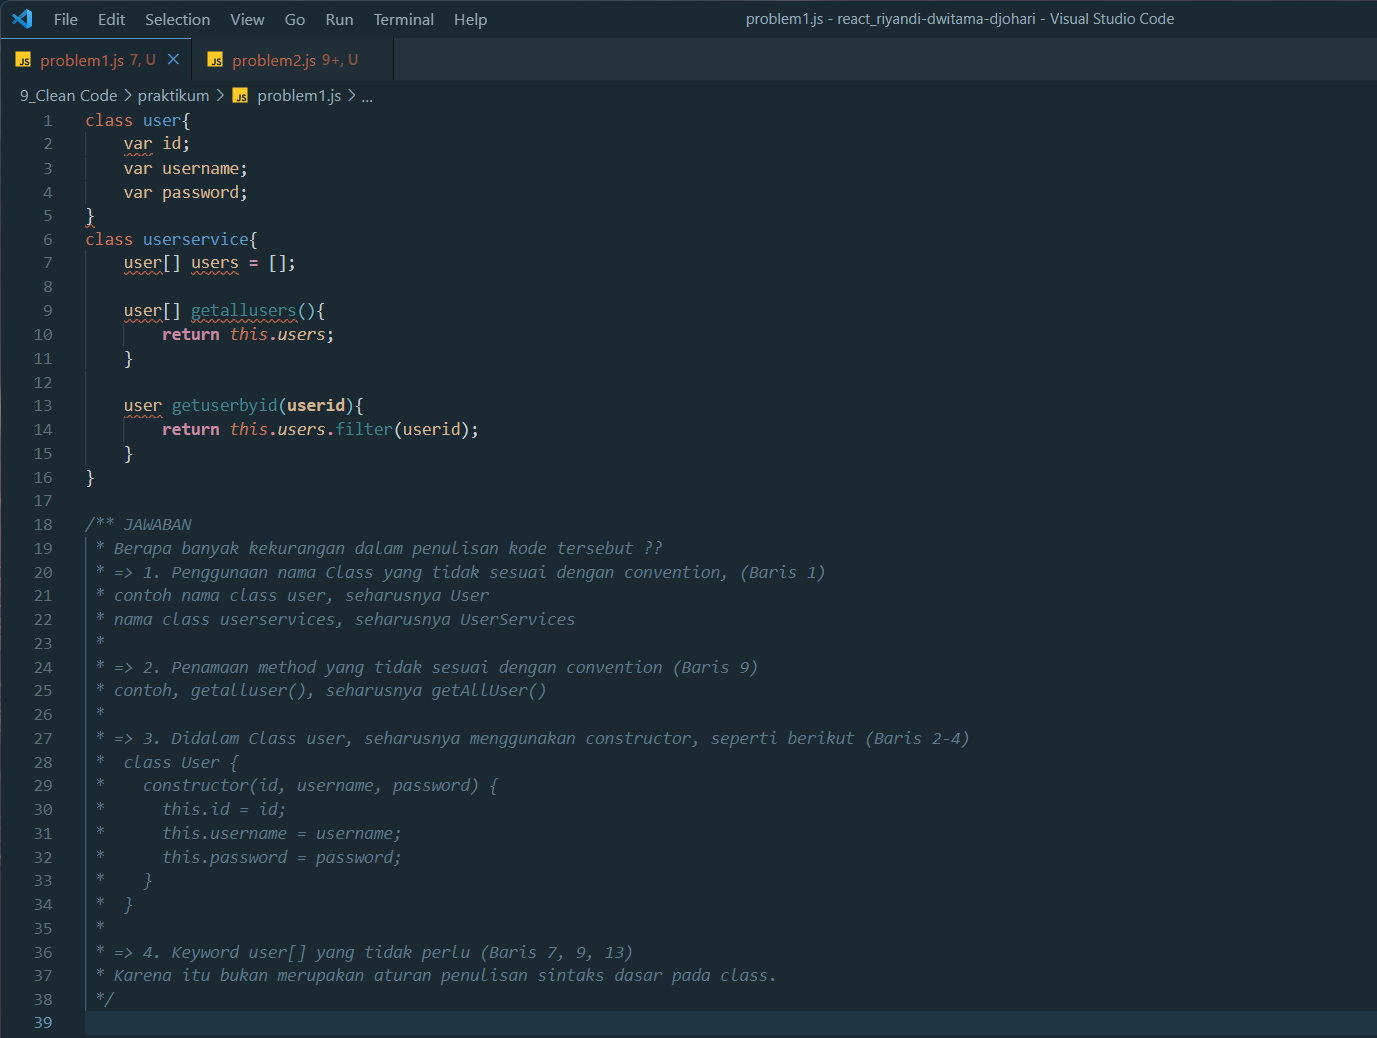 File Edit Selection View Go Run Terminal Help problem1.js - react_riyandi-dwitama-djohari - Visual Studio Code
JS problem1.js 7, U JS problem2.js 9+, U
9_Clean Code > praktikum > JS problem1.js > ...
1 class user{
2 var id;
3 var username;
4 var password;
5 }
6 class userservice{
7 user[] users = [];
8
9 user[] getallusers(){
10 return this.users;
11 }
12
13 user getuserbyid(userid){
14 return this.users.filter(userid);
15 }
16 }
17
18 /** JAWABAN
19 * Berapa banyak kekurangan dalam penulisan kode tersebut ??
20 * => 1. Penggunaan nama Class yang tidak sesuai dengan convention, (Baris 1)
21 * contoh nama class user, seharusnya User
22 * nama class userservices, seharusnya UserServices
23 *
24 * => 2. Penamaan method yang tidak sesuai dengan convention (Baris 9)
25 * contoh, getalluser(), seharusnya getAllUser()
26 *
27 * => 3. Didalam Class user, seharusnya menggunakan constructor, seperti berikut (Baris 2-4)
28 * class User {
29 * constructor(id, username, password) {
30 * this.id = id;
31 * this.username = username;
32 * this.password = password;
33 * }
34 * }
35 *
36 * => 4. Keyword user[] yang tidak perlu (Baris 7, 9, 13)
37 * Karena itu bukan merupakan aturan penulisan sintaks dasar pada class.
38 */
39